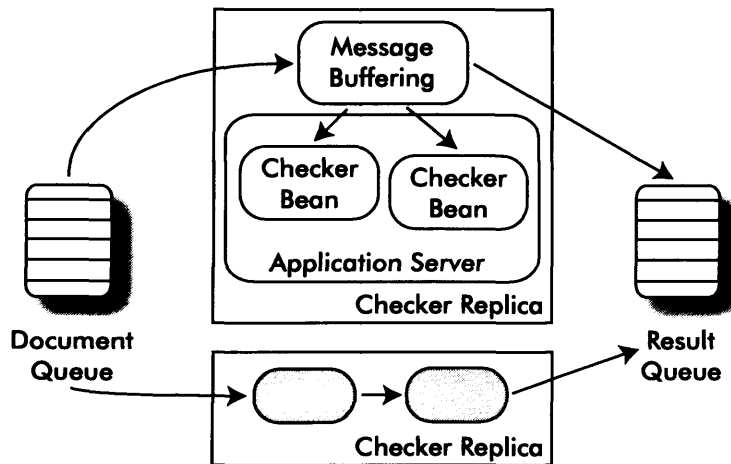 Message
Buffering
Checker
Bean
Checker
Bean
Application Server
Checker Replica
Document
Queue
Result
Queue
Checker Replica